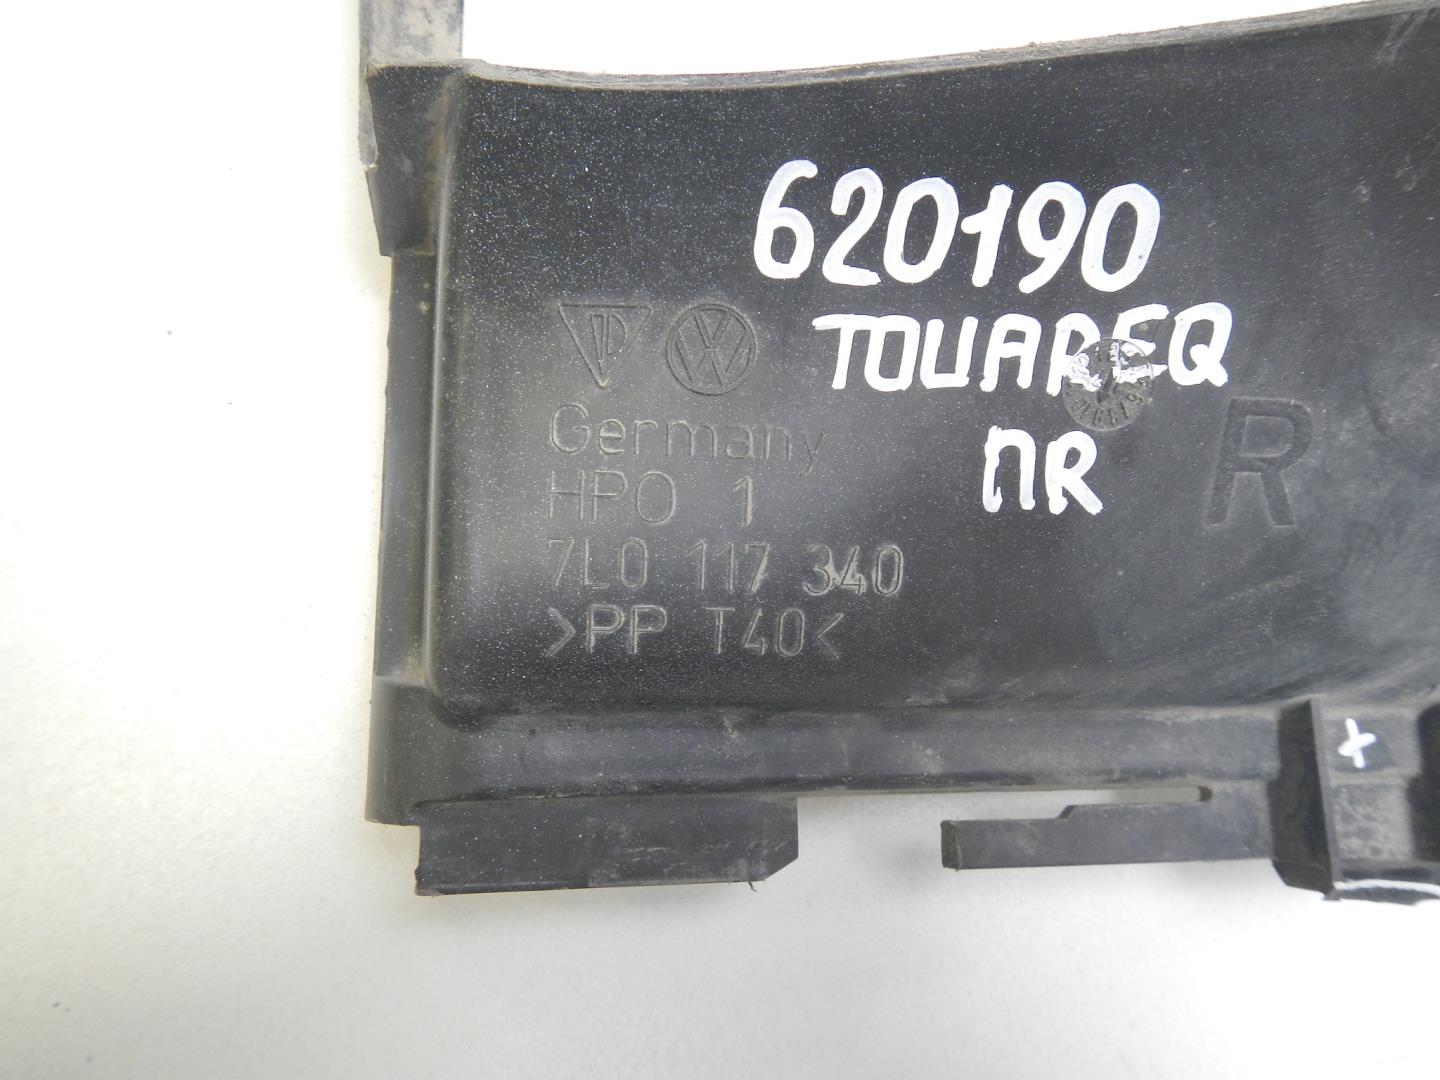 620190
TOUAREQ
ПR
R
Germany
HPO 1
7L0 117 340
>PP T40<
+